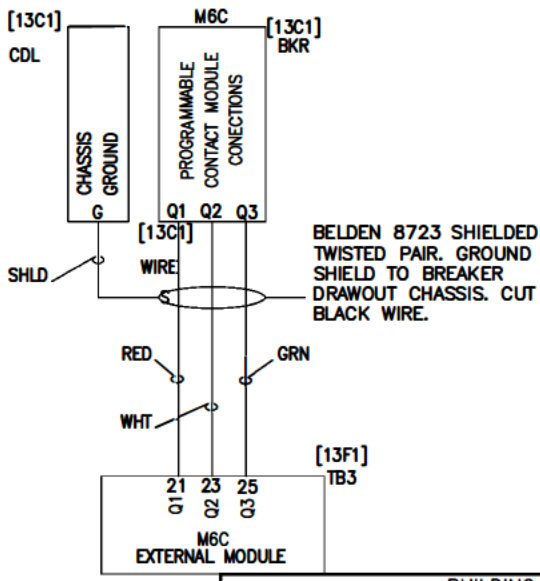 [13C1]
CDL
CHASSIS
GROUND
G
M6C
[13C1]
BKR
PROGRAMMABLE
CONTACT MODULE
CONECTIONS
Q1 Q2 Q3
[13C1]
WIRE:
SHLD
S
BELDEN 8723 SHIELDED
TWISTED PAIR. GROUND
SHIELD TO BREAKER
DRAWOUT CHASSIS. CUT
BLACK WIRE.
RED
GRN
WHT
[13F1]
TB3
21 23 25
Q1 Q2 Q3
M6C
EXTERNAL MODULE